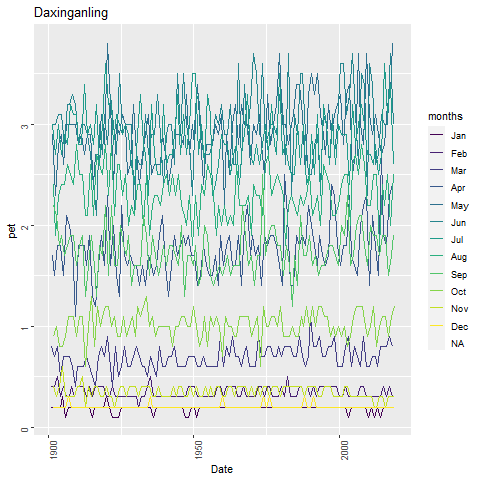 Daxinganling
pet
3
2
1
0
1900
1950
2000
Date
months
Jan
Feb
Mar
Apr
May
Jun
Jul
Aug
Sep
Oct
Nov
Dec
NA